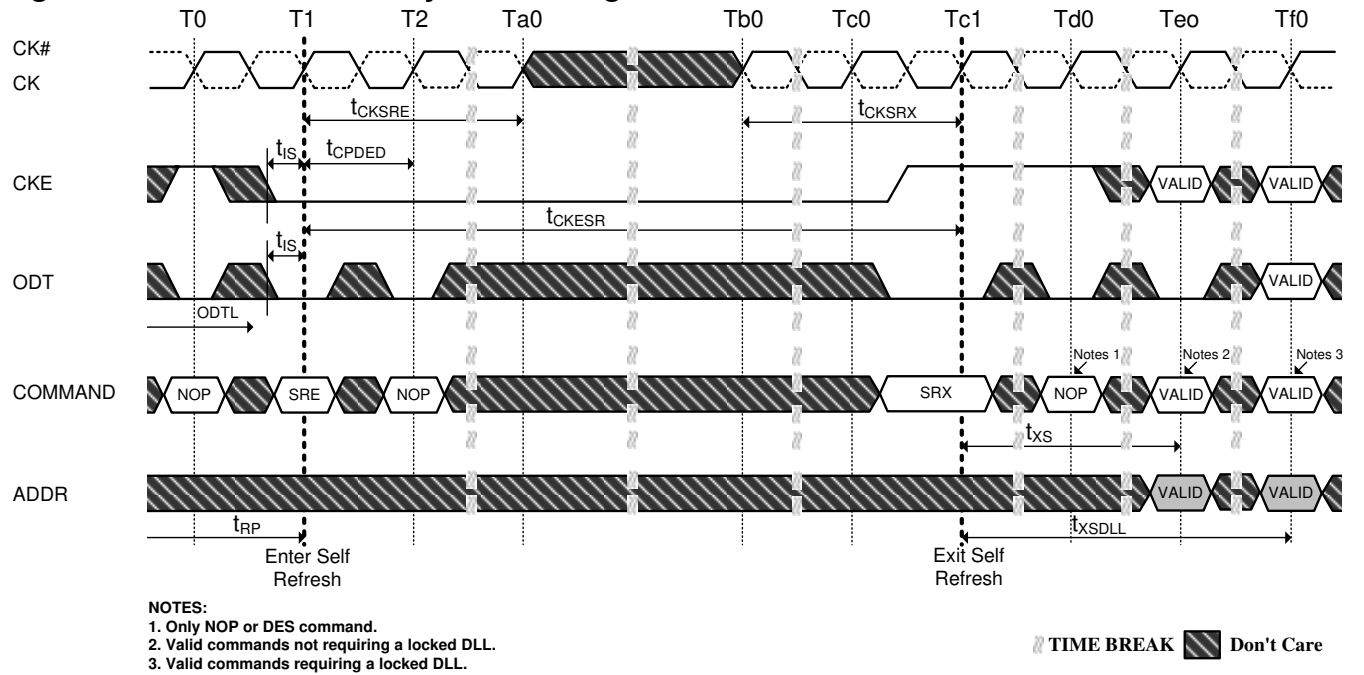 T0 T1 T2 Ta0 Tb0 Tc0 Tc1 Td0 Teo Tf0
CK#
CK
tCKSRE tCKSRX
tIS tCPDED
CKE VALID VALID
tCKESR
tIS
ODT VALID
ODTL
Notes 1 Notes 2 Notes 3
COMMAND NOP SRE NOP SRX NOP VALID VALID
tXS
ADDR VALID VALID
tRP tXSDLL
Enter Self Refresh
Exit Self Refresh
NOTES:
1. Only NOP or DES command.
2. Valid commands not requiring a locked DLL.
3. Valid commands requiring a locked DLL.
TIME BREAK Don't Care